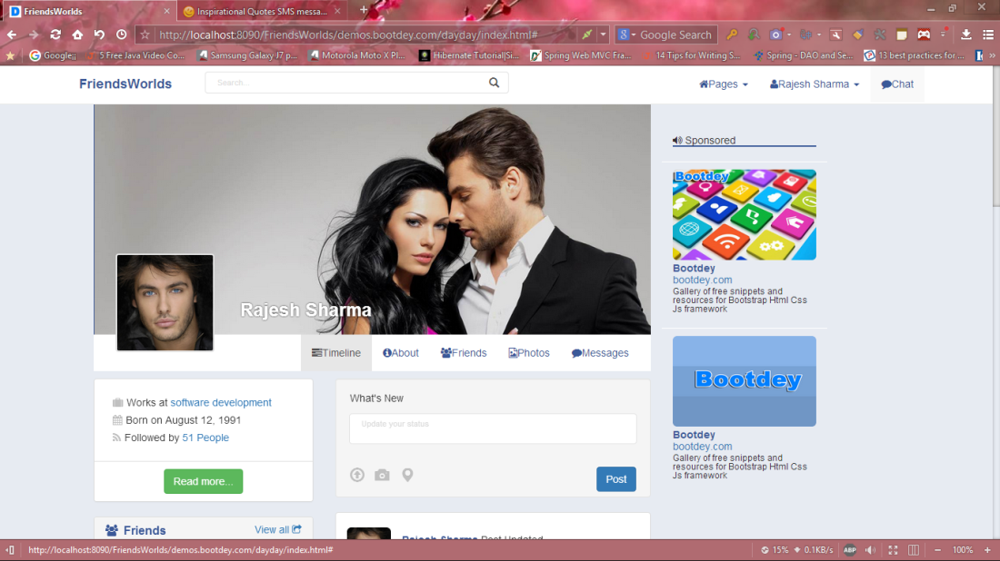 FriendsWorlds
Inspirational Quotes SMS messa...
http://localhost:8090/FriendsWorlds/demos.bootdey.com/dayday/index.html#
Google Search
Google¡¡
5 Free Java Video Co...
Samsung Galaxy J7 p...
Motorola Moto X Pl...
Hibernate Tutorial|Si...
Spring Web MVC Fra...
14 Tips for Writing S...
Spring - DAO and Se...
13 best practices for ...
FriendsWorlds
Search...
Pages
Rajesh Sharma
Chat
Rajesh Sharma
Timeline
About
Friends
Photos
Messages
Works at software development
Born on August 12, 1991
Followed by 51 People
Read more...
Friends
View all
What's New
Update your status
Post
Rajesh Sharma Post Updated
Sponsored
Bootdey
Bootdey
bootdey.com
Gallery of free snippets and
resources for Bootstrap Html Css
Js framework
Bootdey
Bootdey
bootdey.com
Gallery of free snippets and
resources for Bootstrap Html Css
Js framework
http://localhost:8090/FriendsWorlds/demos.bootdey.com/dayday/index.html#
15%
0.1KB/s
ABP
100%